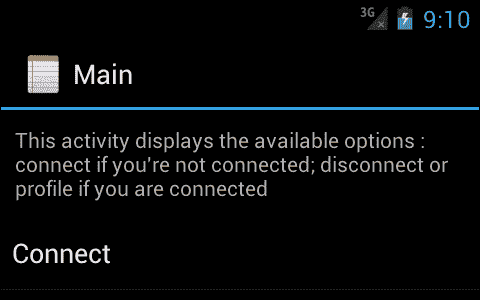 3G 9:10
Main
This activity displays the available options :
connect if you're not connected; disconnect or
profile if you are connected
Connect